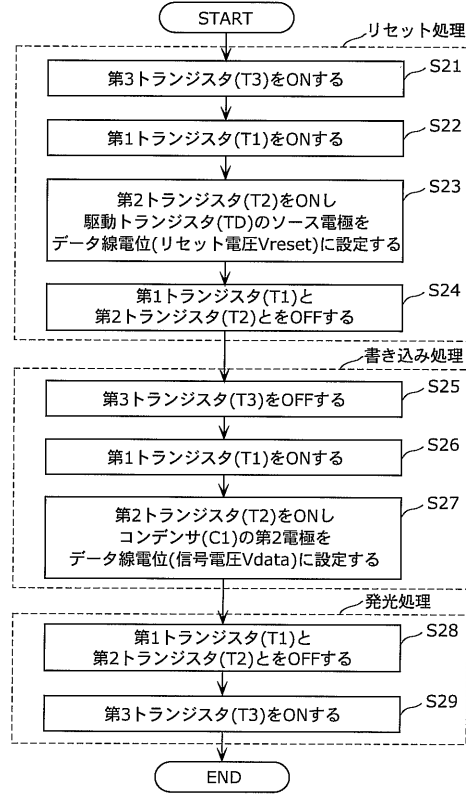 START
リセット処理
第3トランジスタ(T3)をONする
S21
第1トランジスタ(T1)をONする
S22
第2トランジスタ(T2)をONし
駆動トランジスタ(TD)のソース電極を
データ線電位(リセット電圧Vreset)に設定する
S23
第1トランジスタ(T1)と
第2トランジスタ(T2)とをOFFする
S24
書き込み処理
第3トランジスタ(T3)をOFFする
S25
第1トランジスタ(T1)をONする
S26
第2トランジスタ(T2)をONし
コンデンサ(C1)の第2電極を
データ線電位(信号電圧Vdata)に設定する
S27
発光処理
第1トランジスタ(T1)と
第2トランジスタ(T2)とをOFFする
S28
第3トランジスタ(T3)をONする
S29
END